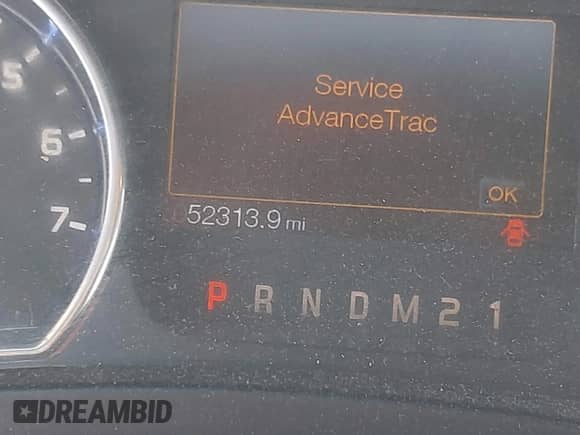 Service
AdvanceTrac
OK
5
6
7
52313.9 mi
P R N D M 2 1
DREAMBID